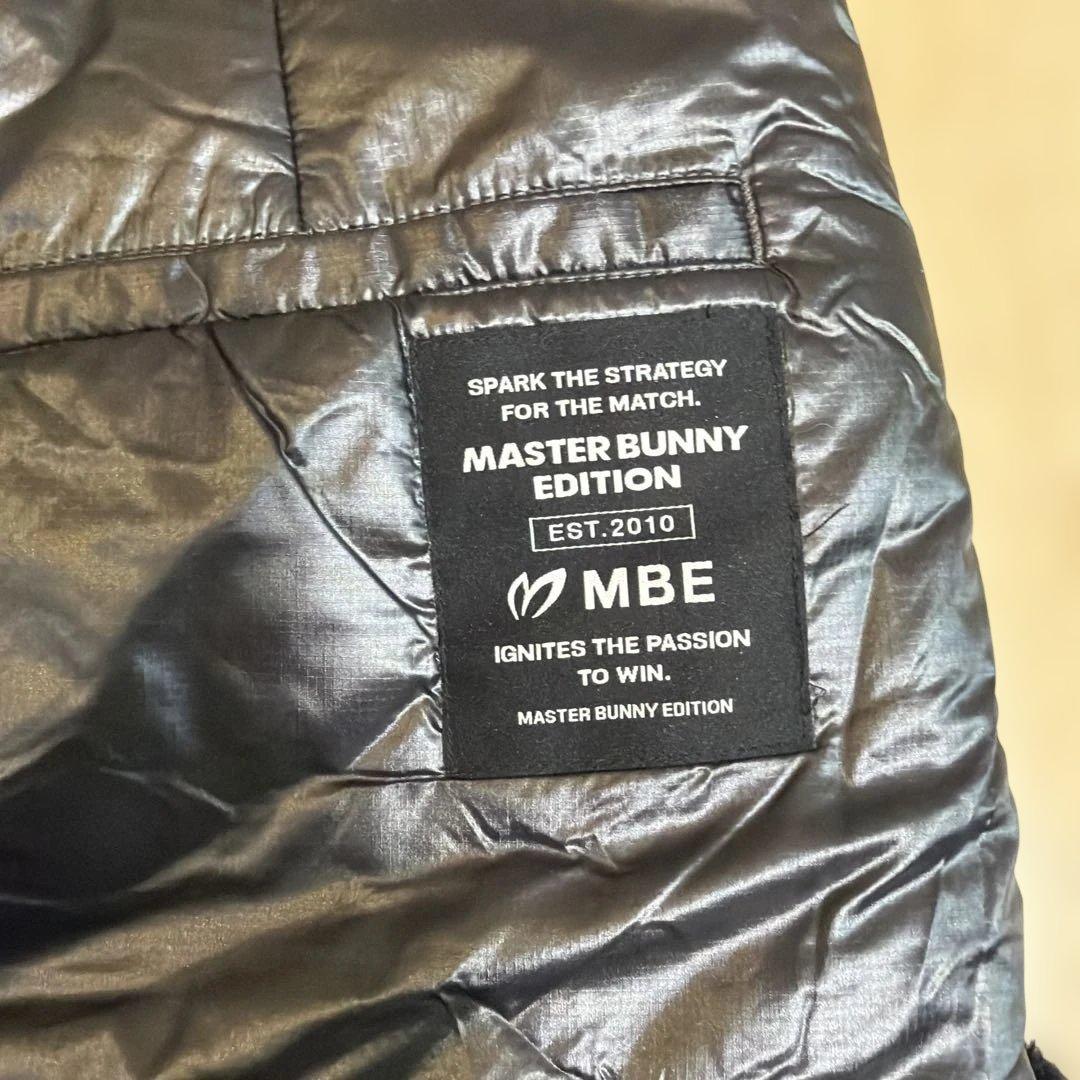 SPARK THE STRATEGY
FOR THE MATCH.
MASTER BUNNY
EDITION
EST.2010
MBE
IGNITES THE PASSION
TO WIN.
MASTER BUNNY EDITION